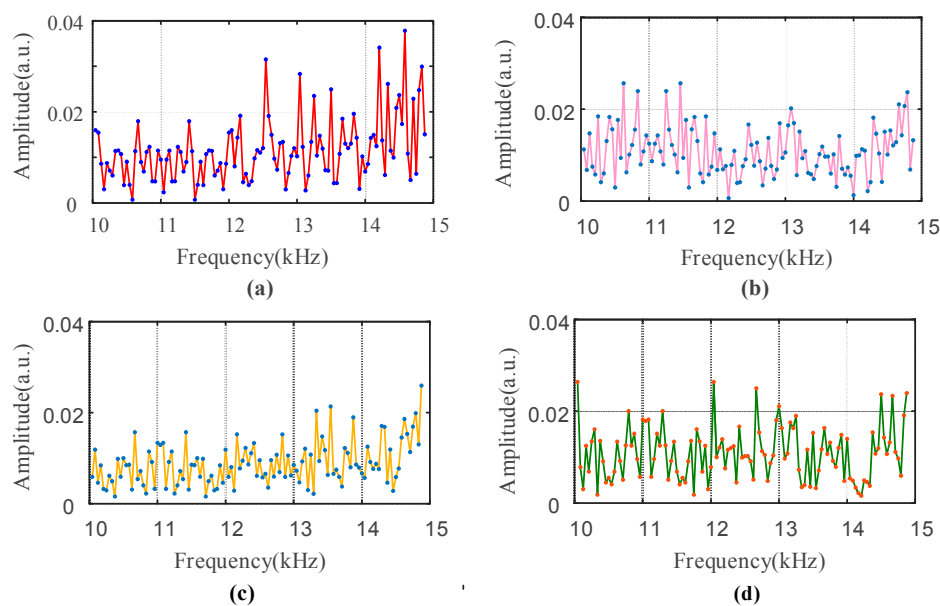 0.04
0.02
0
Amplitude(a.u.)
10 11 12 13 14 15
Frequency(kHz)
(a)
0.04
0.02
0
Amplitude(a.u.)
10 11 12 13 14 15
Frequency(kHz)
(b)
0.04
0.02
0
Amplitude(a.u.)
10 11 12 13 14 15
Frequency(kHz)
(c)
0.04
0.02
0
Amplitude(a.u.)
10 11 12 13 14 15
Frequency(kHz)
(d)